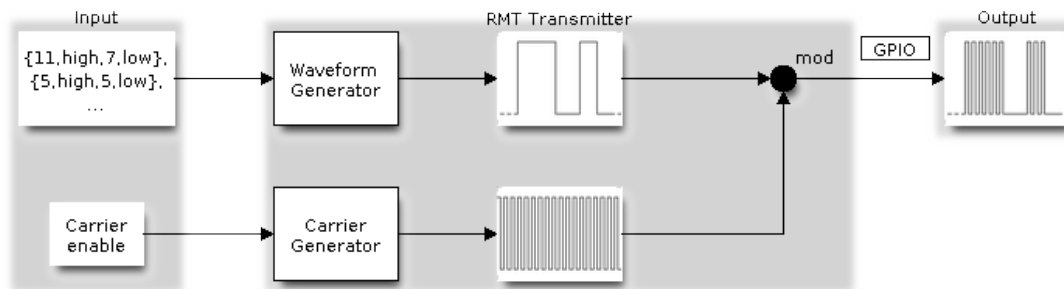 Input
RMT Transmitter
Output
{11,high,7,low},
{5,high,5,low},
...
Waveform
Generator
mod
GPIO
Carrier
enable
Carrier
Generator